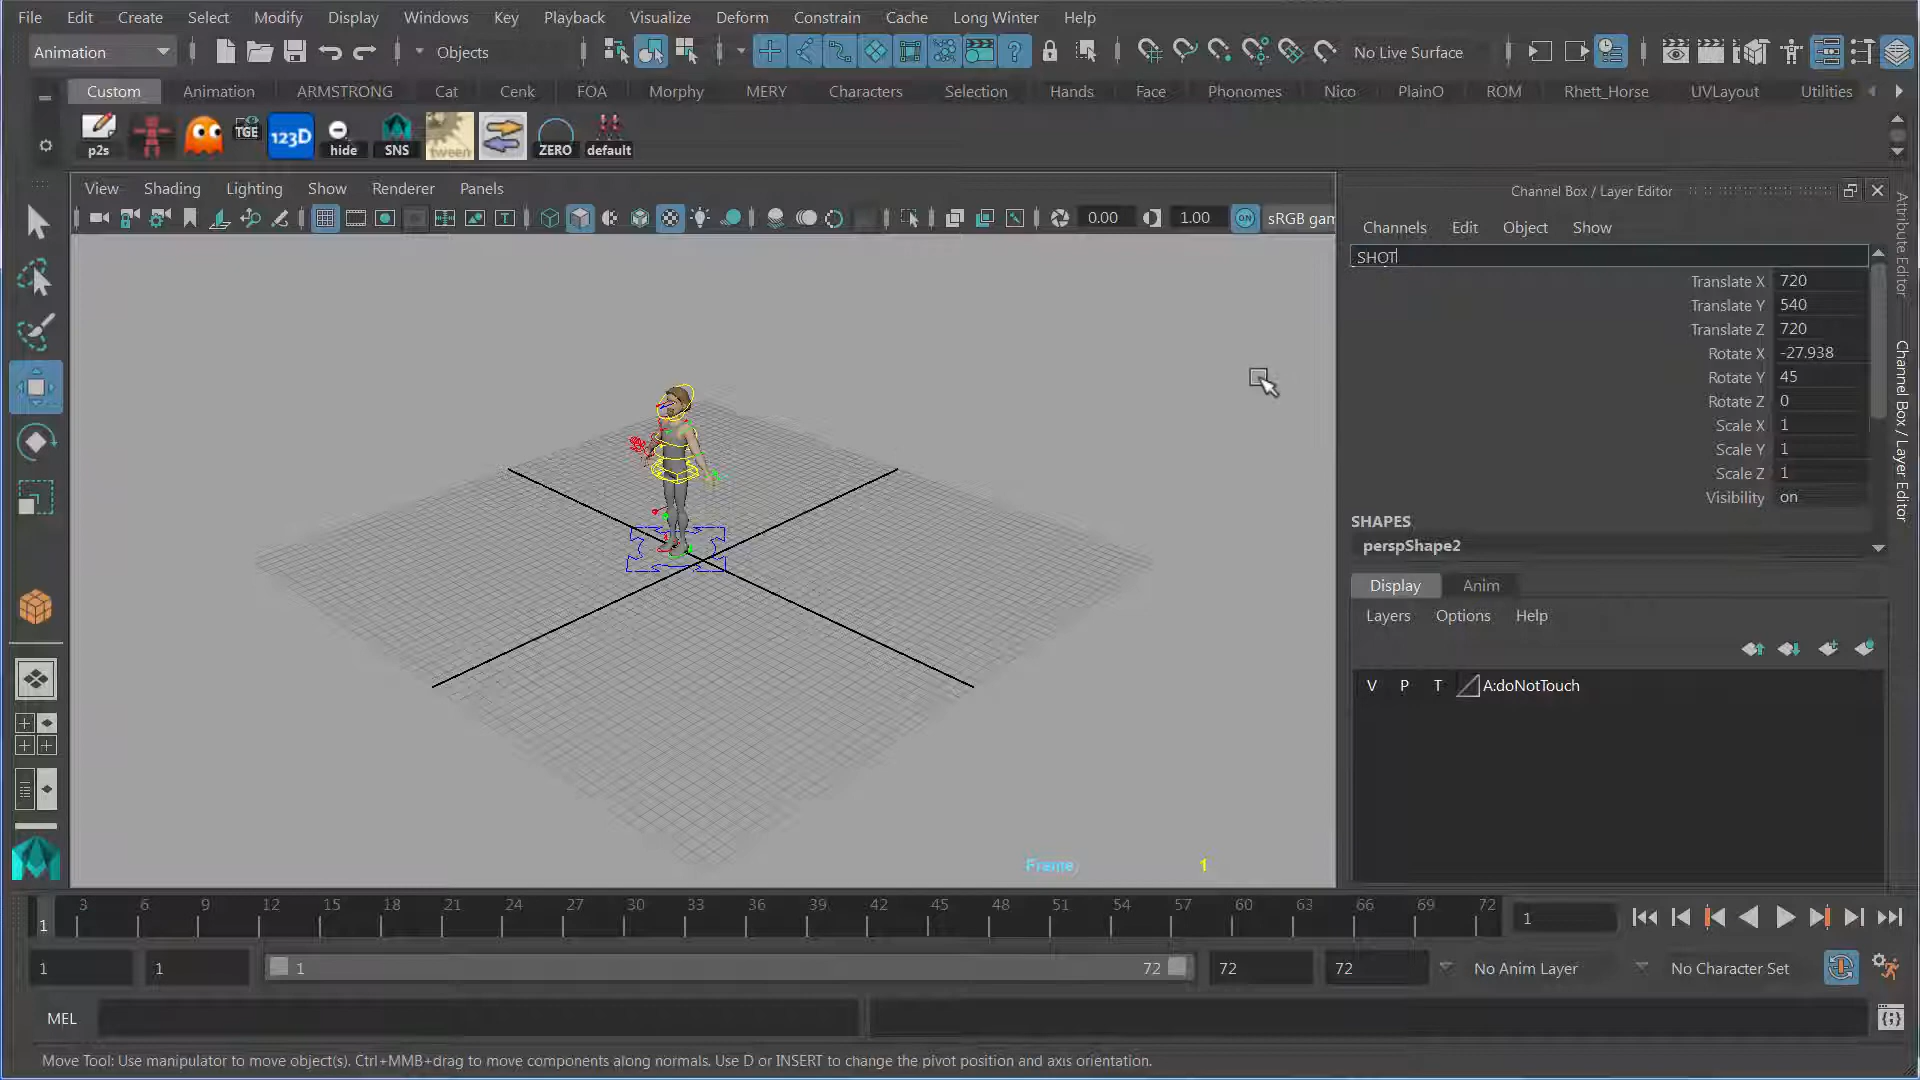 File Edit Create Select Modify Display Windows Key Playback Visualize Deform Constrain Cache Long Winter Help
Animation Objects No Live Surface
Custom Animation ARMSTRONG Cat Cenk FOA Morphy MERY Characters Selection Hands Face Phonomes Nico PlainO ROM Rhett_Horse UVLayout Utilities
TGE 123D
p2s hide SNS tween ZERO default
View Shading Lighting Show Renderer Panels
0.00 1.00 ON sRGB gam
Channel Box / Layer Editor
Channels Edit Object Show
SHOT
Translate X 720
Translate Y 540
Translate Z 720
Rotate X -27.938
Rotate Y 45
Rotate Z 0
Scale X 1
Scale Y 1
Scale Z 1
Visibility on
SHAPES
perspShape2
Display Anim
Layers Options Help
V P T A:doNotTouch
Attribute Editor
Channel Box / Layer Editor
Frame 1
1 3 6 9 12 15 18 21 24 27 30 33 36 39 42 45 48 51 54 57 60 63 66 69 72 1
1 1 1 72 72 72 No Anim Layer No Character Set
MEL
Move Tool: Use manipulator to move object(s). Ctrl+MMB+drag to move components along normals. Use D or INSERT to change the pivot position and axis orientation.